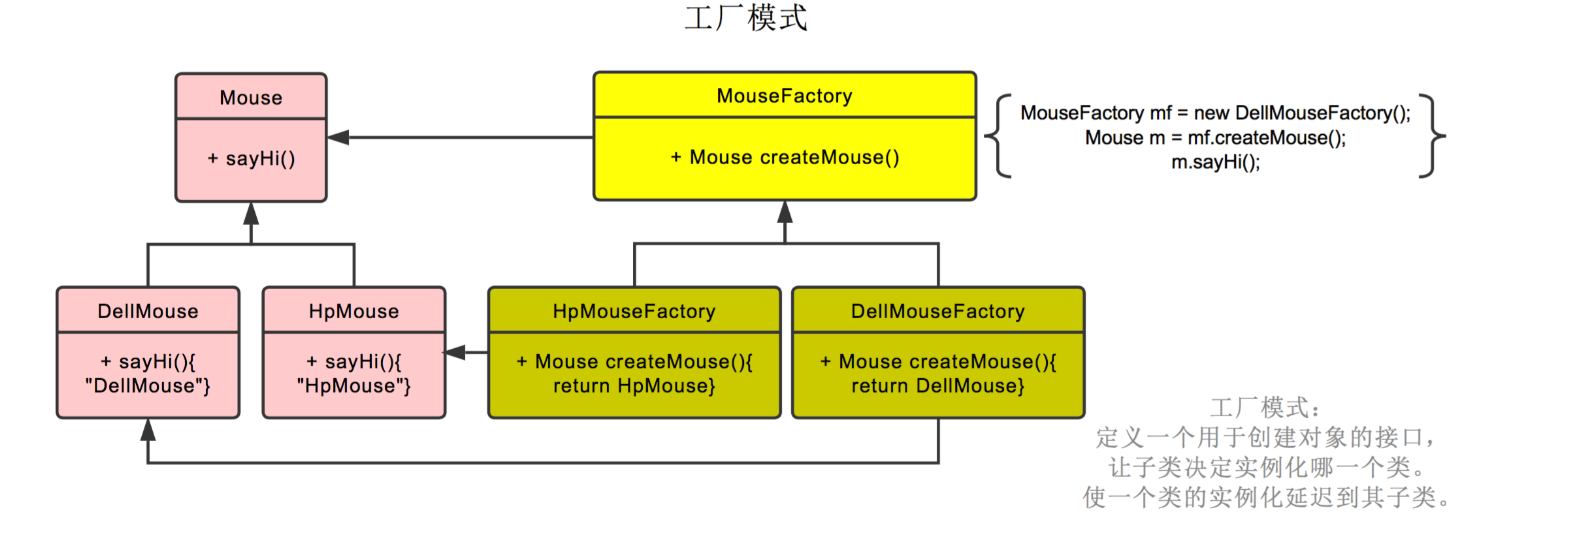 工厂模式
Mouse
+ sayHi()
MouseFactory
+ Mouse createMouse()
MouseFactory mf = new DellMouseFactory();
Mouse m = mf.createMouse();
m.sayHi();
DellMouse
+ sayHi(){
"DellMouse"}
HpMouse
+ sayHi(){
"HpMouse"}
HpMouseFactory
+ Mouse createMouse(){
return HpMouse}
DellMouseFactory
+ Mouse createMouse(){
return DellMouse}
工厂模式：
定义一个用于创建对象的接口，
让子类决定实例化哪一个类。
使一个类的实例化延迟到其子类。